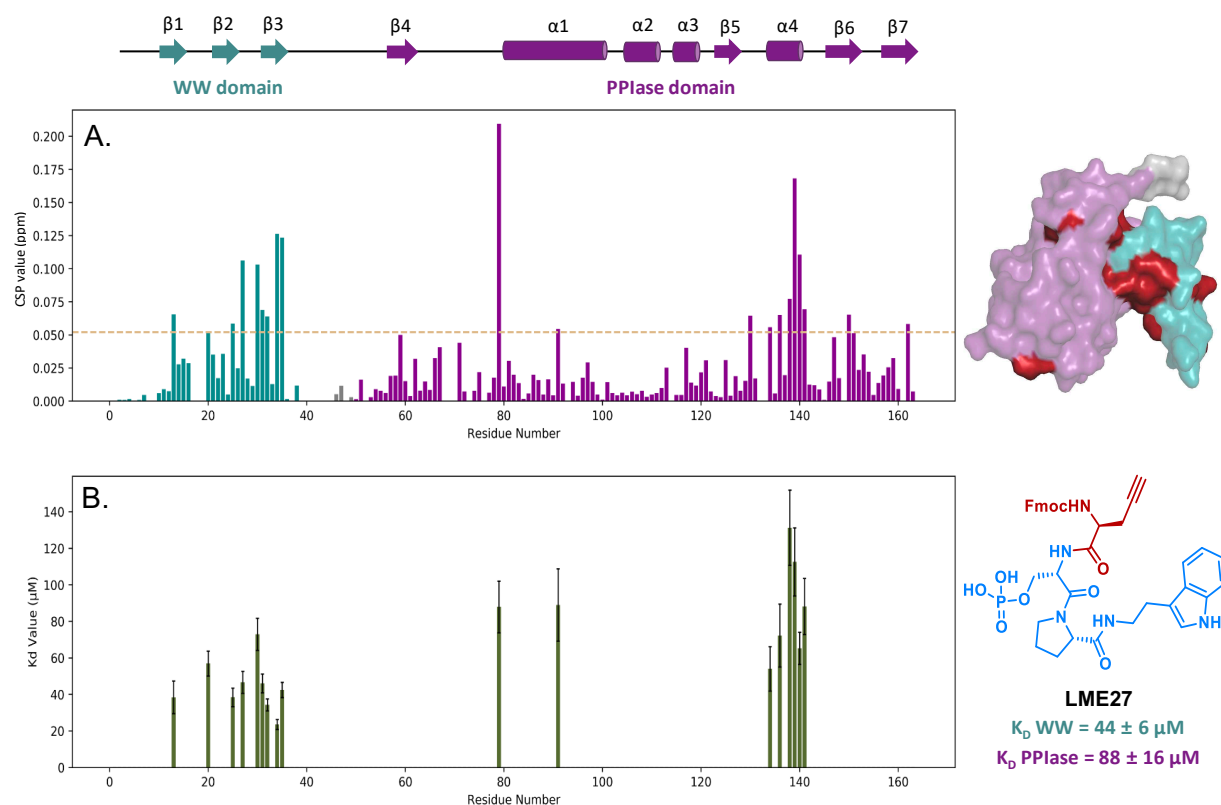 β1 β2 β3 β4 α1 α2 α3 β5 α4 β6 β7
WW domain PPIase domain
A.
CSP value (ppm)
0.200
0.175
0.150
0.125
0.100
0.075
0.050
0.025
0.000
0 20 40 60 80 100 120 140 160
Residue Number
B.
Kd Value (μM)
140
120
100
80
60
40
20
0
0 20 40 60 80 100 120 140 160
Residue Number
FmocHN
HN
O
OH
HO
P
O
O
O
N
HN
O
NH
LME27
K_D WW = 44 ± 6 μM
K_D PPIase = 88 ± 16 μM